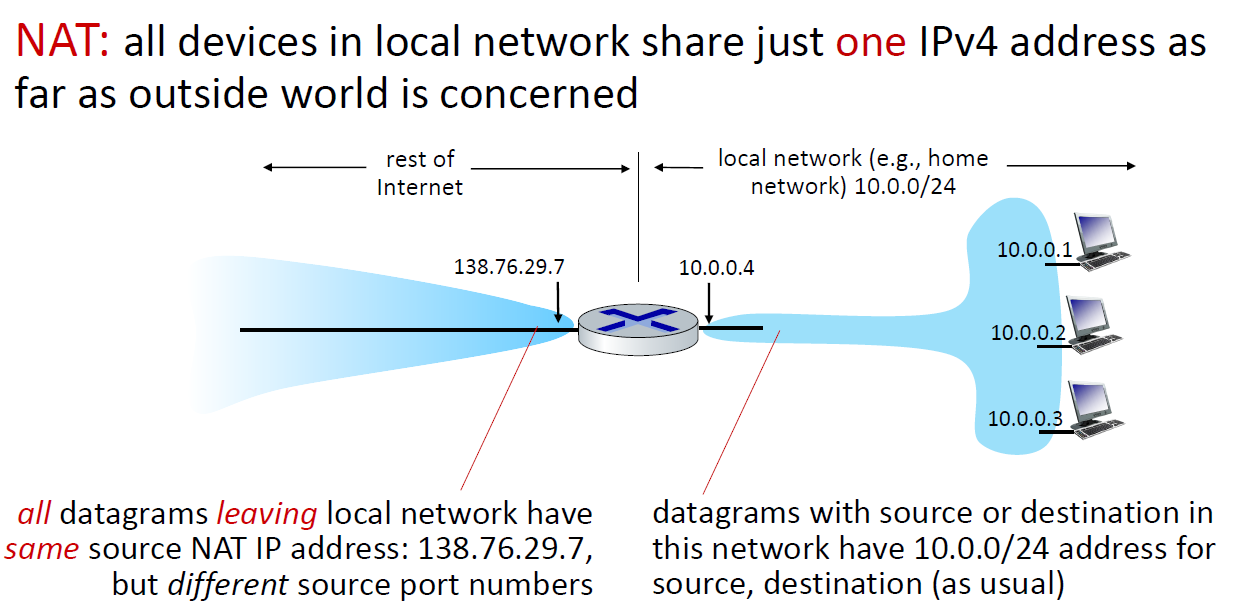 NAT: all devices in local network share just one IPv4 address as
far as outside world is concerned
rest of
Internet
local network (e.g., home
network) 10.0.0/24
138.76.29.7
10.0.0.4
10.0.0.1
10.0.0.2
10.0.0.3
all datagrams leaving local network have
same source NAT IP address: 138.76.29.7,
but different source port numbers
datagrams with source or destination in
this network have 10.0.0/24 address for
source, destination (as usual)